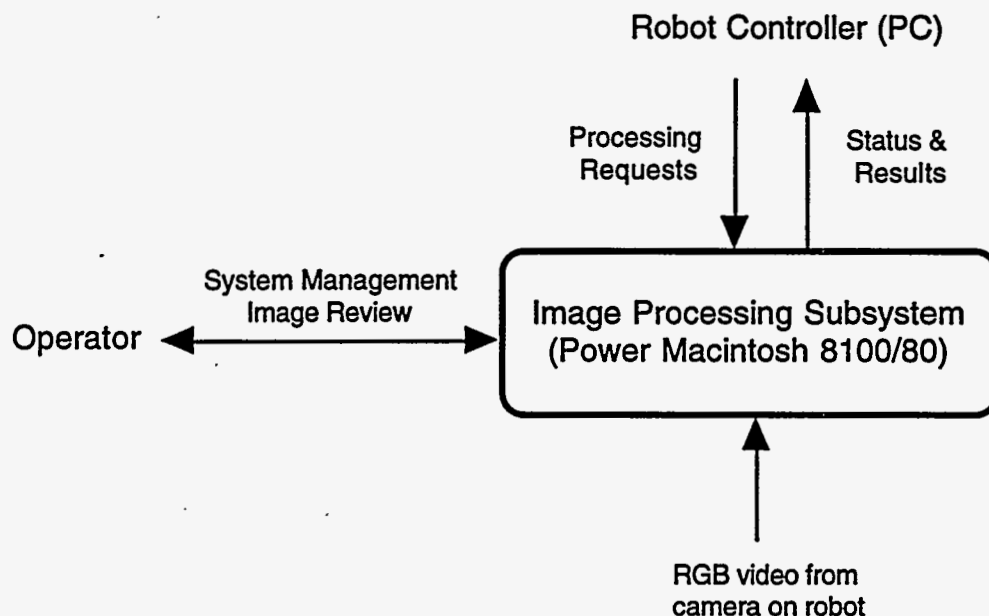 Robot Controller (PC)
Processing
Requests
Status &
Results
System Management
Image Review
Operator
Image Processing Subsystem
(Power Macintosh 8100/80)
RGB video from
camera on robot